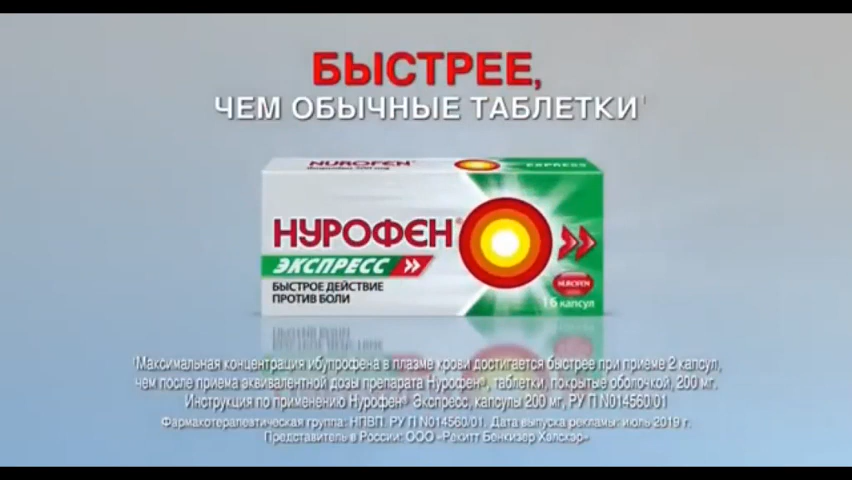 БЫСТРЕЕ,
ЧЕМ ОБЫЧНЫЕ ТАБЛЕТКИ¹
NUROFEN® EXPRESS
НУРОФЕН®
ЭКСПРЕСС
БЫСТРОЕ ДЕЙСТВИЕ
ПРОТИВ БОЛИ
NUROFEN
16 капсул
¹Максимальная концентрация ибупрофена в плазме крови достигается быстрее при приеме 2 капсул,
чем после приема эквивалентной дозы препарата Нурофен®, таблетки, покрытые оболочкой, 200 мг.
Инструкция по применению Нурофен® Экспресс, капсулы 200 мг, РУ П N014560/01
Фармакотерапевтическая группа: НПВП. РУ П N014560/01. Дата выпуска рекламы: июль 2019 г.
Представитель в России: ООО «Рекитт Бенкизер Хэлскэр»